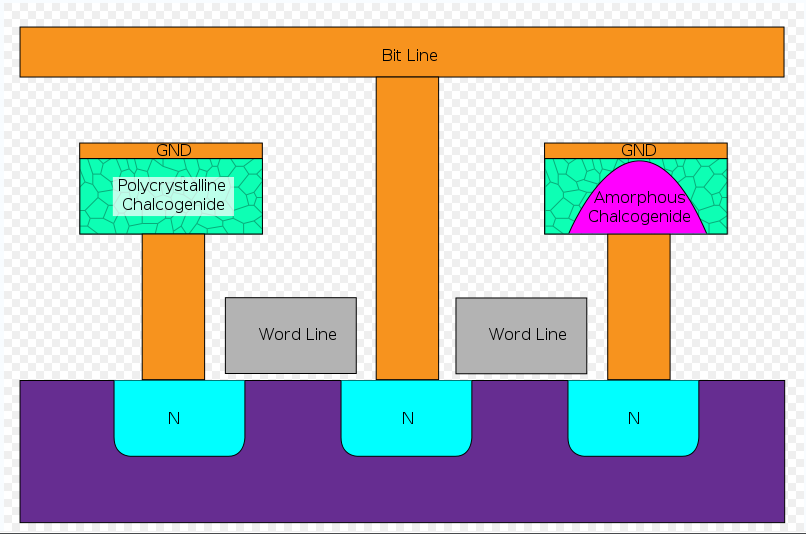 Bit Line
GND
Polycrystalline
Chalcogenide
GND
Amorphous
Chalcogenide
Word Line
Word Line
N
N
N